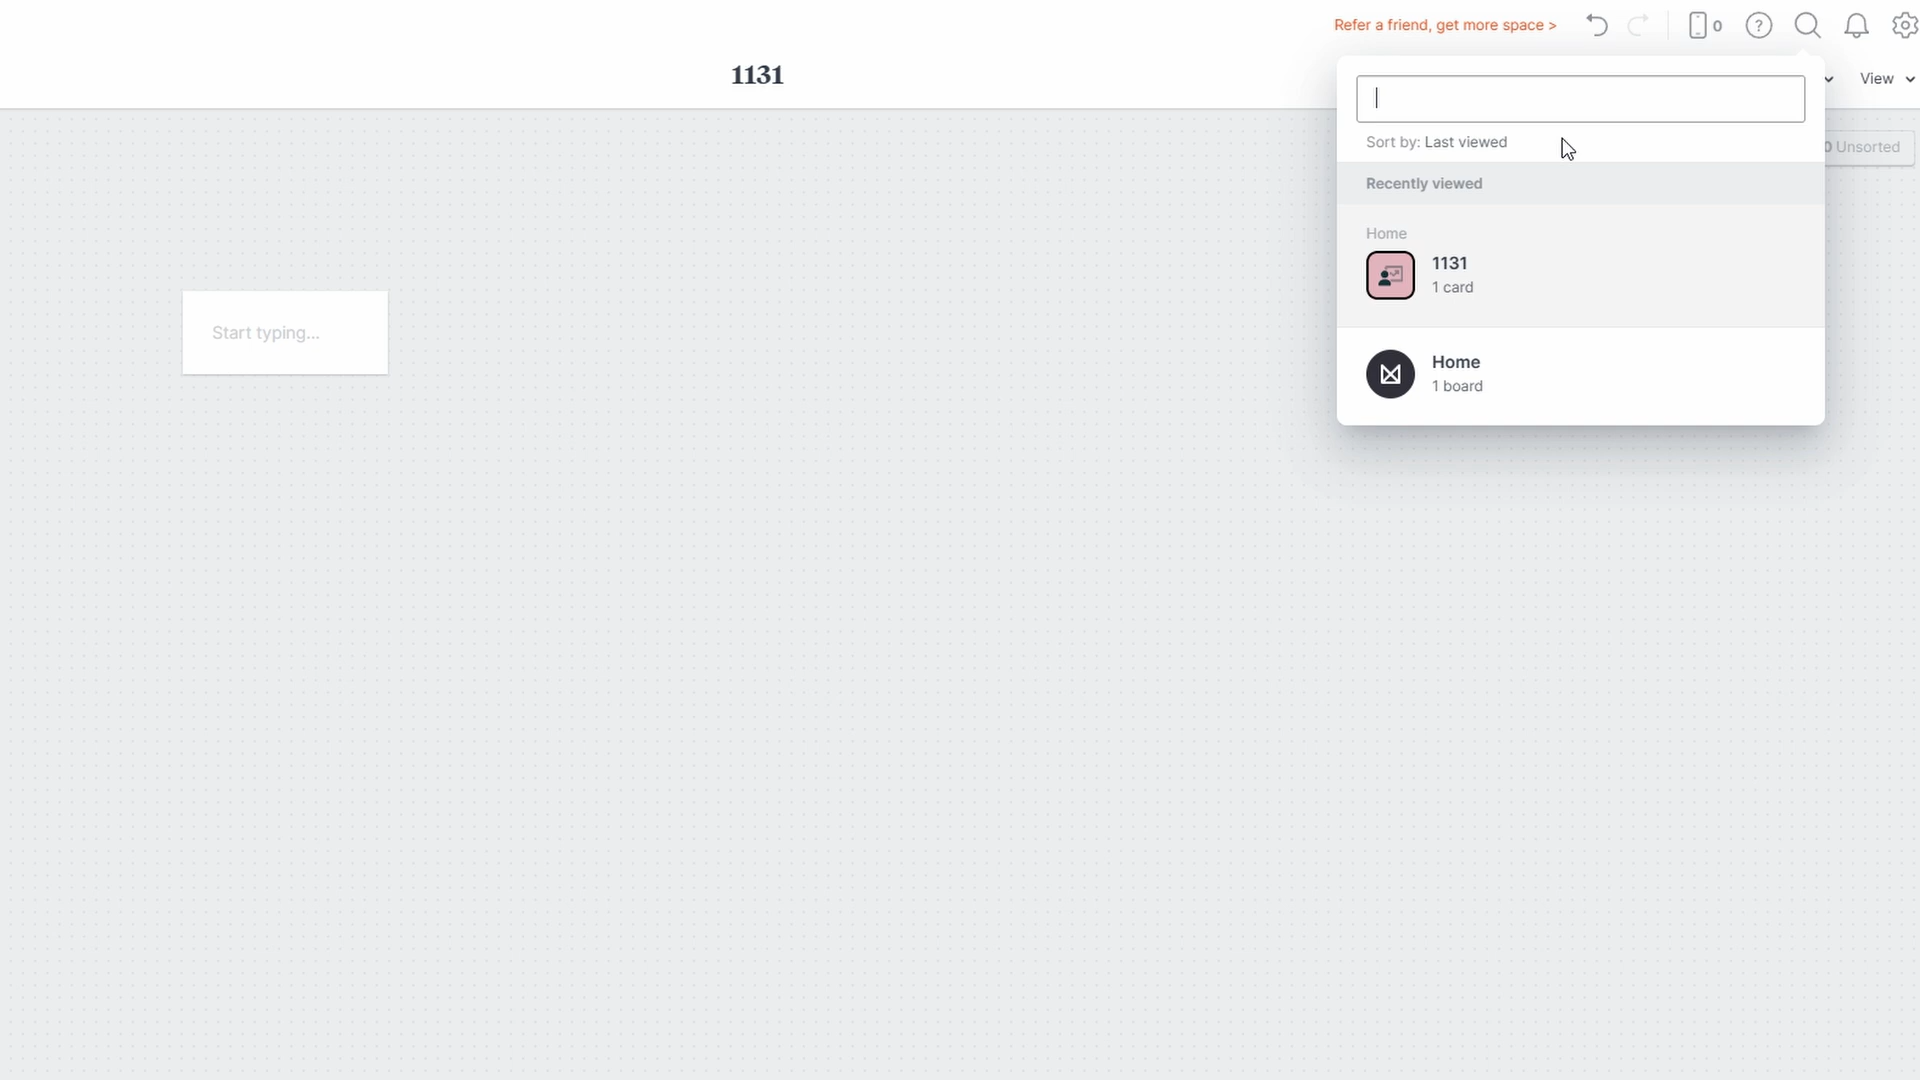 Refer a friend, get more space >
0
1131
View
Sort by: Last viewed
0 Unsorted
Recently viewed
Home
1131
1 card
Start typing...
Home
1 board